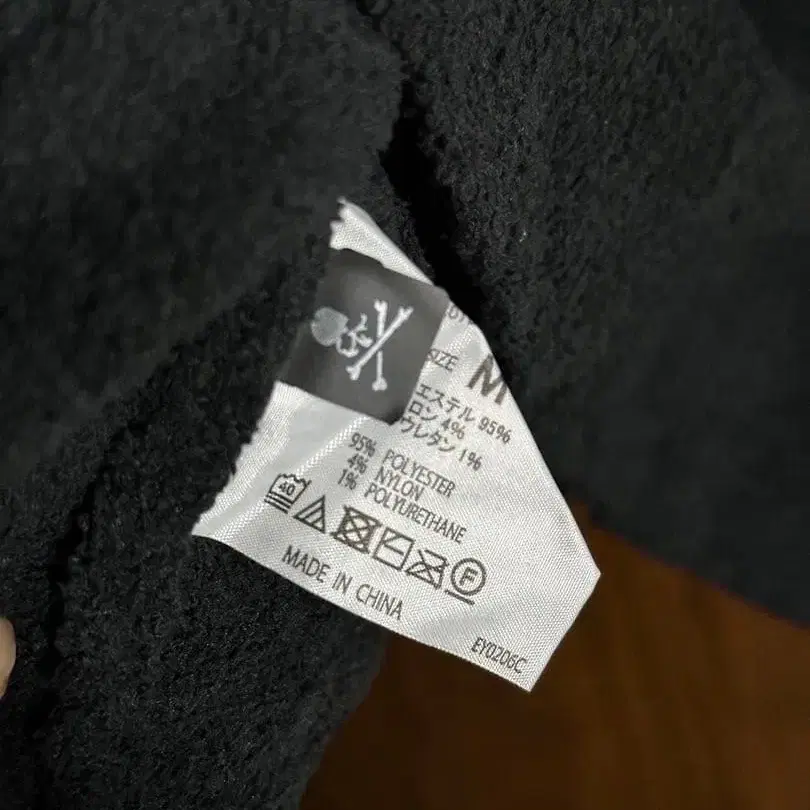 SIZE M
エステル 95%
ロン 4%
ウレタン 1%
95% POLYESTER
4% NYLON
1% POLYURETHANE
40
F
MADE IN CHINA
EY0206C